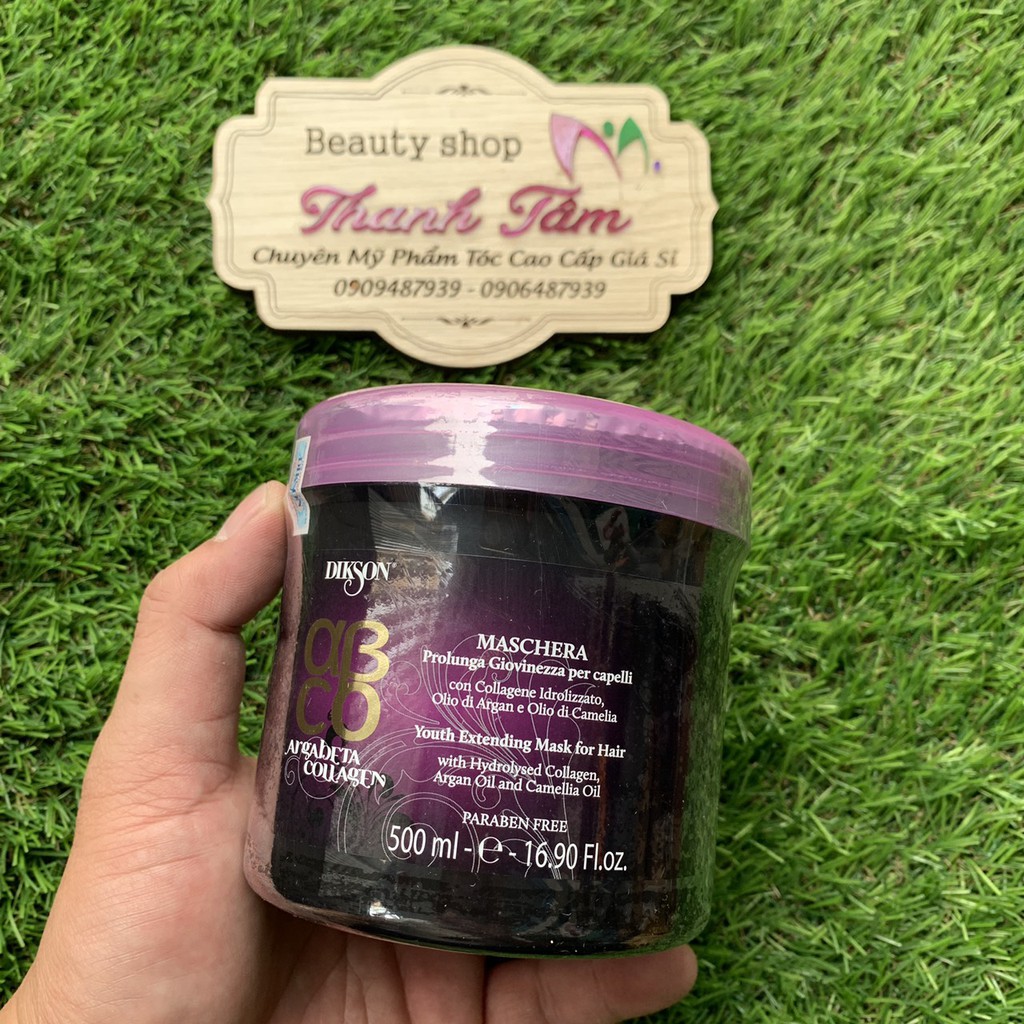 Beauty shop
Thanh Tâm
Chuyên Mỹ Phẩm Tóc Cao Cấp Giá Sỉ
0909487939 - 0906487939
DIKSON®
αβ
co
ArgaBETA
COLLAGEN
MASCHERA
Prolunga Giovinezza per capelli
con Collagene Idrolizzato,
Olio di Argan e Olio di Camelia
Youth Extending Mask for Hair
with Hydrolysed Collagen,
Argan Oil and Camellia Oil
PARABEN FREE
500 ml - ℮ - 16.90 Fl.oz.